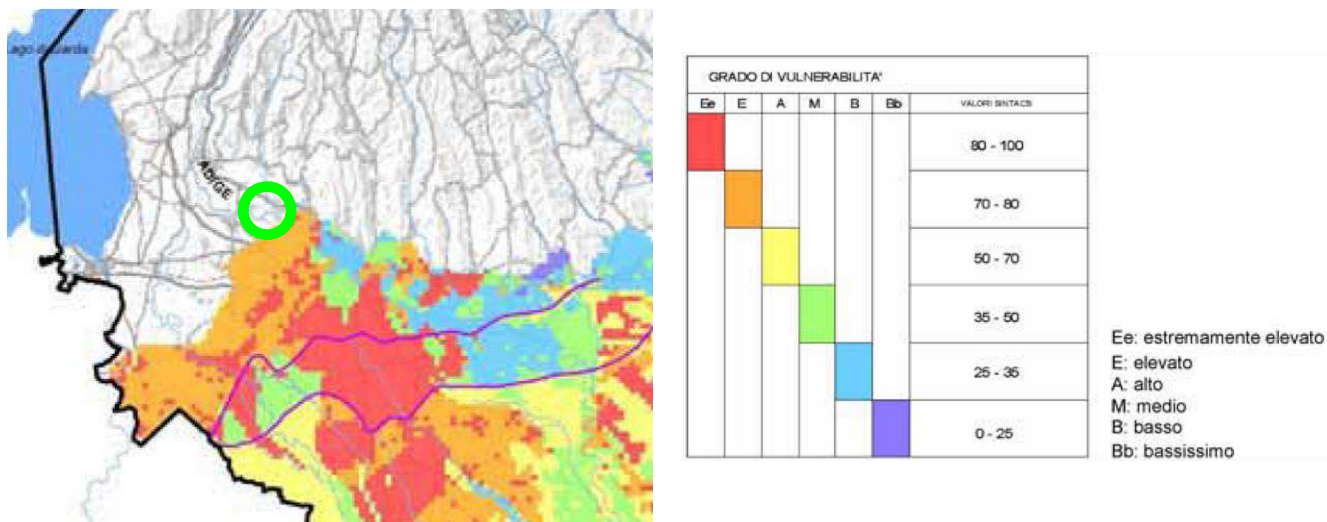 Lago di Garda
ADIGE
GRADO DI VULNERABILITA'
Ee E A M B Bb VALORI SINTACS
80 - 100
70 - 80
50 - 70
35 - 50
25 - 35
0 - 25
Ee: estremamente elevato
E: elevato
A: alto
M: medio
B: basso
Bb: bassissimo